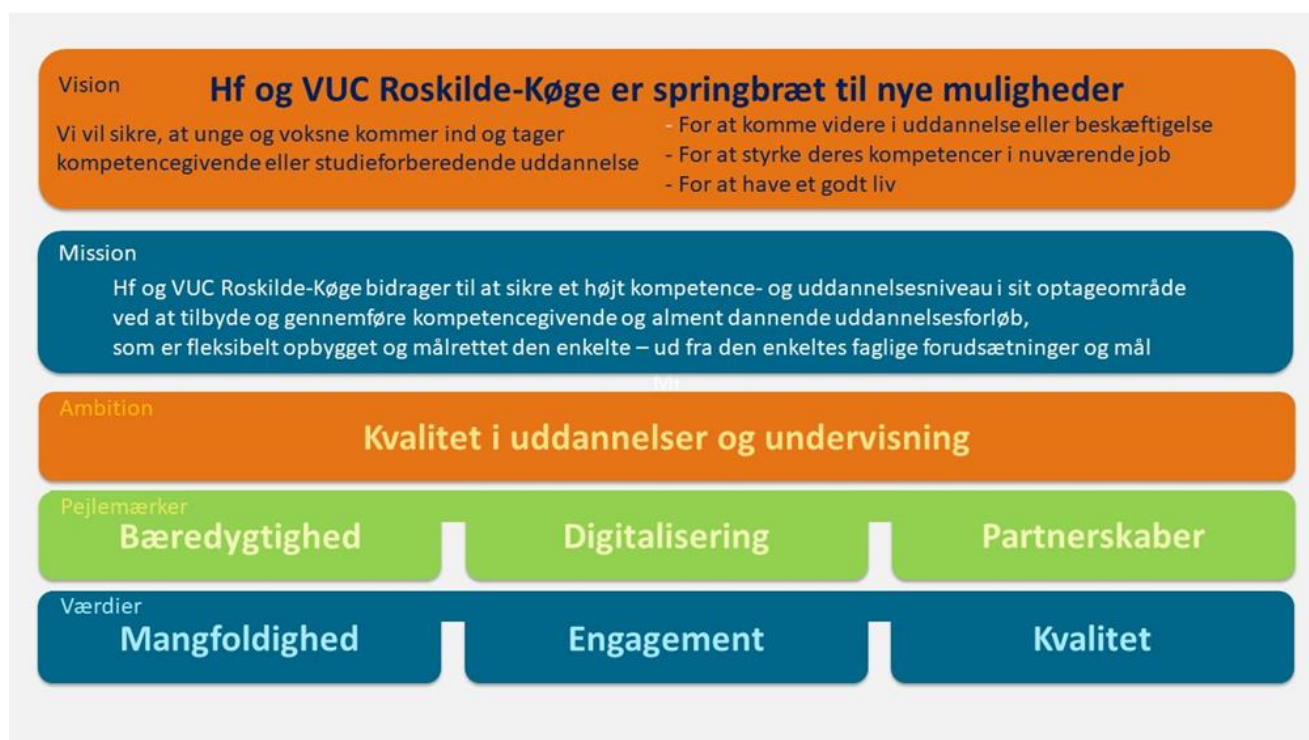 Vision
Hf og VUC Roskilde-Køge er springbræt til nye muligheder
Vi vil sikre, at unge og voksne kommer ind og tager
kompetencegivende eller studieforberedende uddannelse
- For at komme videre i uddannelse eller beskæftigelse
- For at styrke deres kompetencer i nuværende job
- For at have et godt liv
Mission
Hf og VUC Roskilde-Køge bidrager til at sikre et højt kompetence- og uddannelsesniveau i sit optageområde
ved at tilbyde og gennemføre kompetencegivende og alment dannende uddannelsesforløb,
som er fleksibelt opbygget og målrettet den enkelte – ud fra den enkeltes faglige forudsætninger og mål
Ambition
Kvalitet i uddannelser og undervisning
Pejlemærker
Bæredygtighed
Digitalisering
Partnerskaber
Værdier
Mangfoldighed
Engagement
Kvalitet